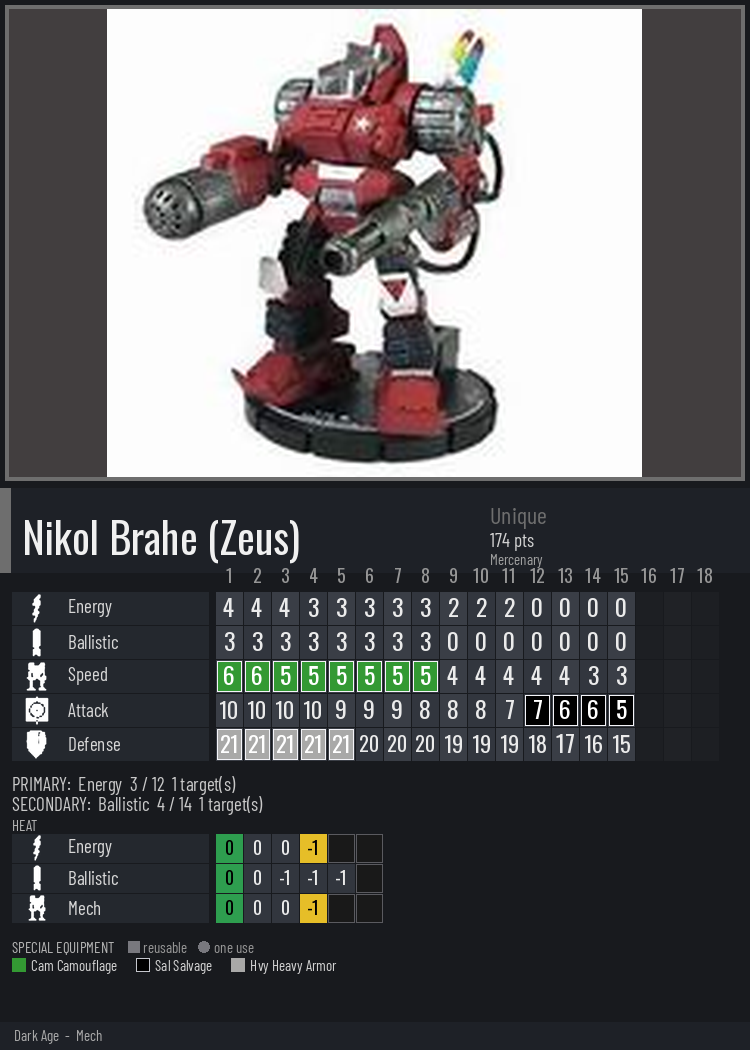 Nikol Brahe (Zeus)
Unique
174 pts
Mercenary
1 2 3 4 5 6 7 8 9 10 11 12 13 14 15 16 17 18
Energy 4 4 4 3 3 3 3 3 2 2 2 0 0 0 0
Ballistic 3 3 3 3 3 3 3 3 0 0 0 0 0 0 0
Speed 6 6 5 5 5 5 5 5 4 4 4 4 4 3 3
Attack 10 10 10 10 9 9 9 8 8 8 7 7 6 6 5
Defense 21 21 21 21 21 20 20 20 19 19 19 18 17 16 15
PRIMARY: Energy 3 / 12 1 target(s)
SECONDARY: Ballistic 4 / 14 1 target(s)
HEAT
Energy 0 0 0 -1
Ballistic 0 0 -1 -1 -1
Mech 0 0 0 -1
SPECIAL EQUIPMENT reusable one use
Cam Camouflage Sal Salvage Hvy Heavy Armor
Dark Age - Mech